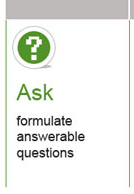 ?
Ask
formulate
answerable
questions